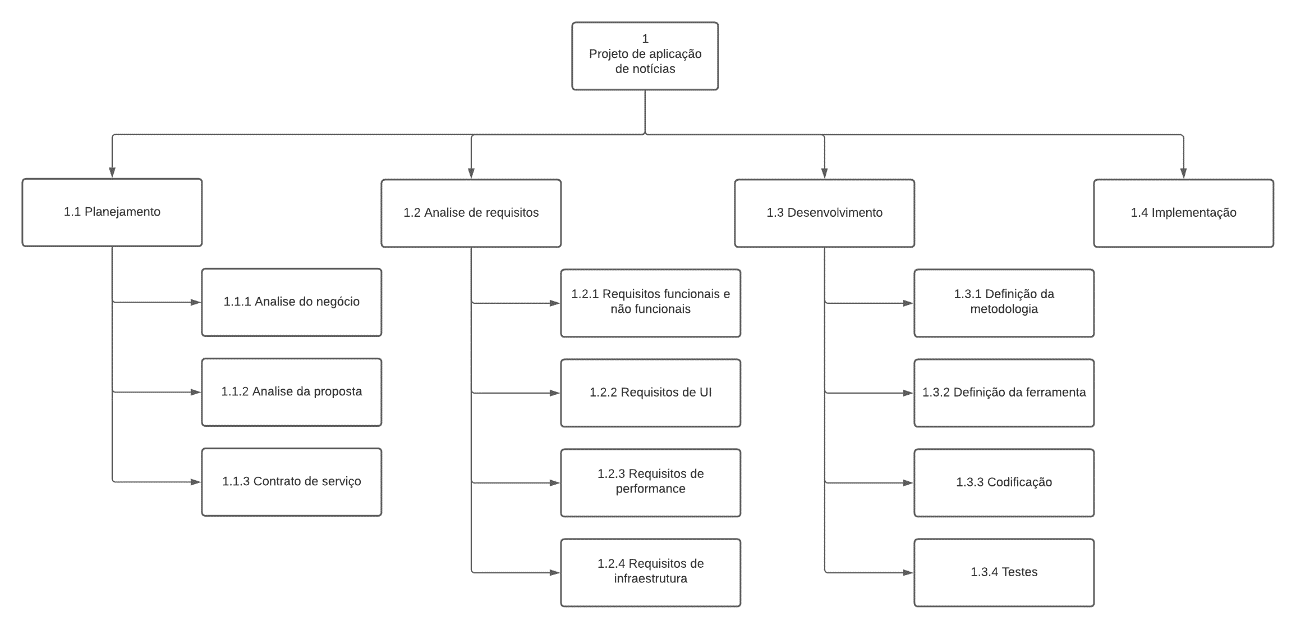 1
Projeto de aplicação
de notícias
1.1 Planejamento
1.2 Analise de requisitos
1.3 Desenvolvimento
1.4 Implementação
1.1.1 Analise do negócio
1.1.2 Analise da proposta
1.1.3 Contrato de serviço
1.2.1 Requisitos funcionais e
não funcionais
1.2.2 Requisitos de UI
1.2.3 Requisitos de
performance
1.2.4 Requisitos de
infraestrutura
1.3.1 Definição da
metodologia
1.3.2 Definição da ferramenta
1.3.3 Codificação
1.3.4 Testes